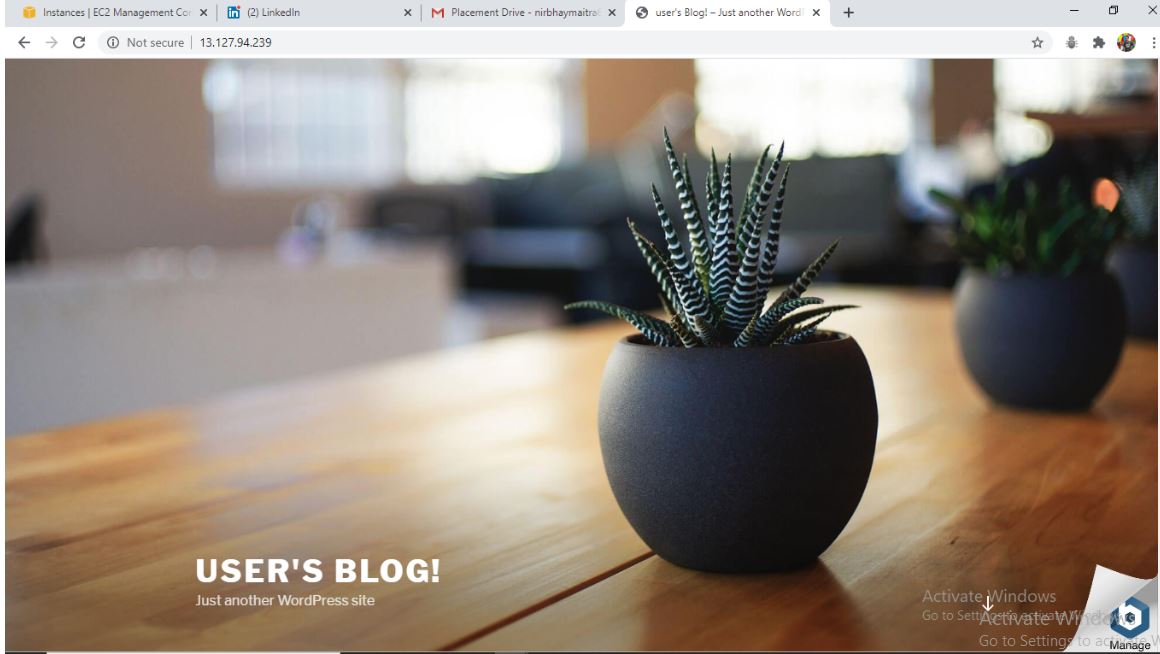 Instances | EC2 Management Cor
(2) LinkedIn
Placement Drive - nirbhaymaitra
user's Blog! – Just another Word
Not secure
13.127.94.239
USER'S BLOG!
Just another WordPress site
Activate Windows
Go to Settings to activate Windows.
Activate Windows
Go to Settings to activate W
Manage